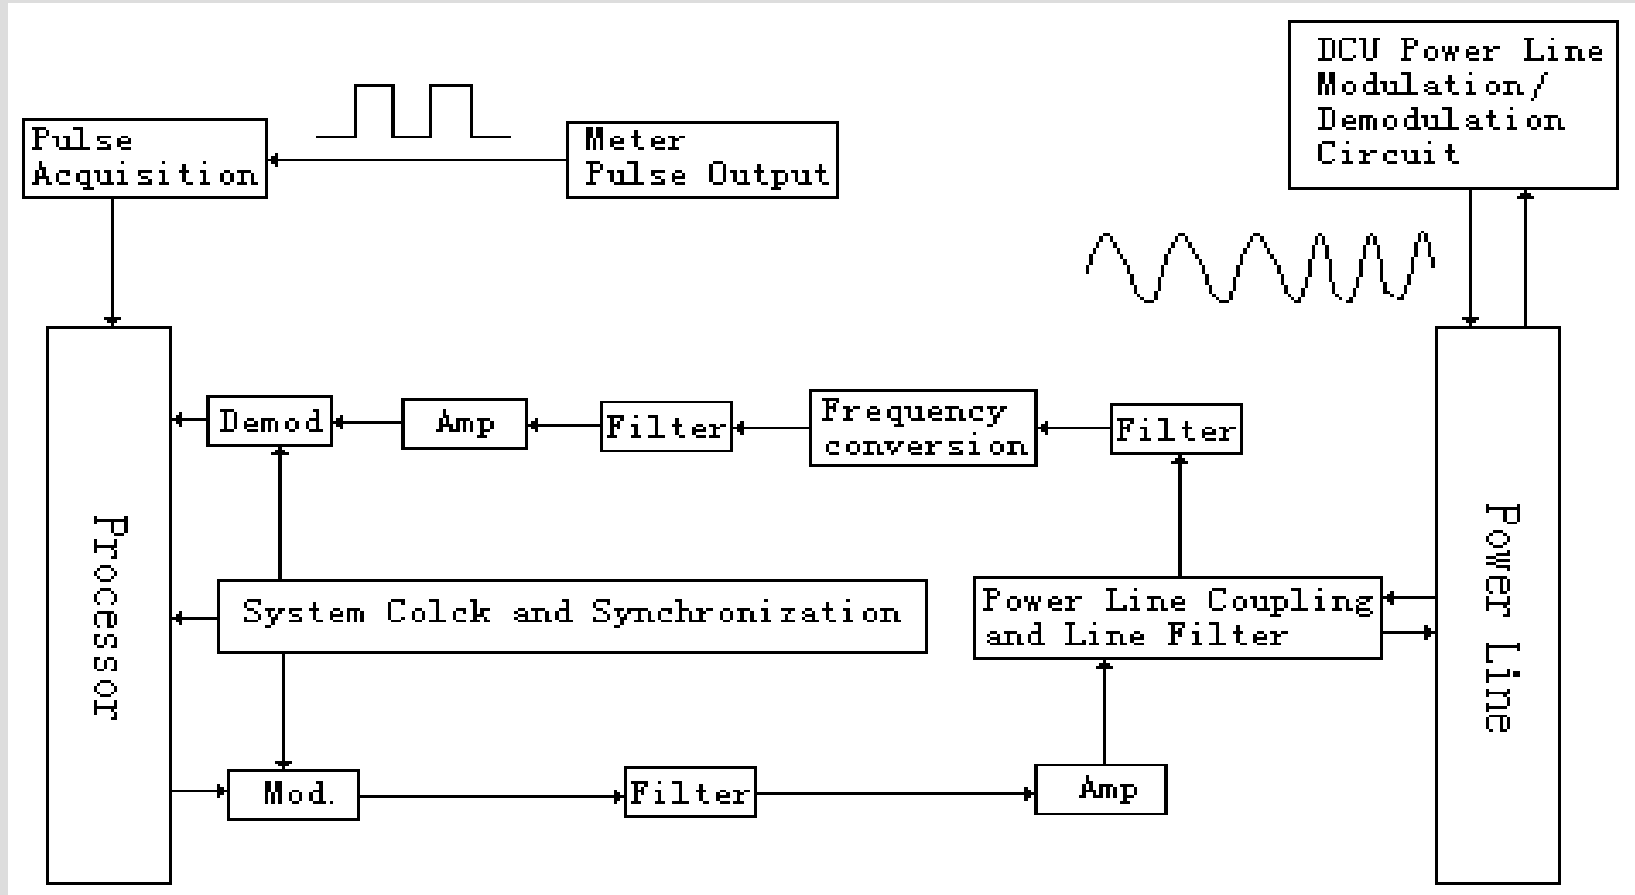 DCU Power Line
Modulation/
Demodulation
Circuit
Pulse
Acquisition
Meter
Pulse Output
Demod
Amp
Filter
Frequency
conversion
Filter
Processor
System Colck and Synchronization
Power Line Coupling
and Line Filter
Power Line
Mod.
Filter
Amp